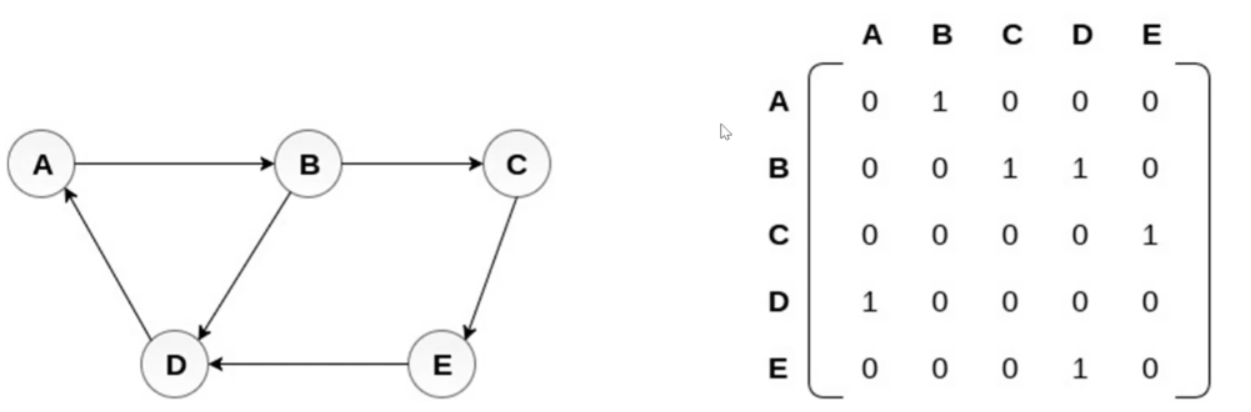 A B C
D E
A B C D E
A 0 1 0 0 0
B 0 0 1 1 0
C 0 0 0 0 1
D 1 0 0 0 0
E 0 0 0 1 0